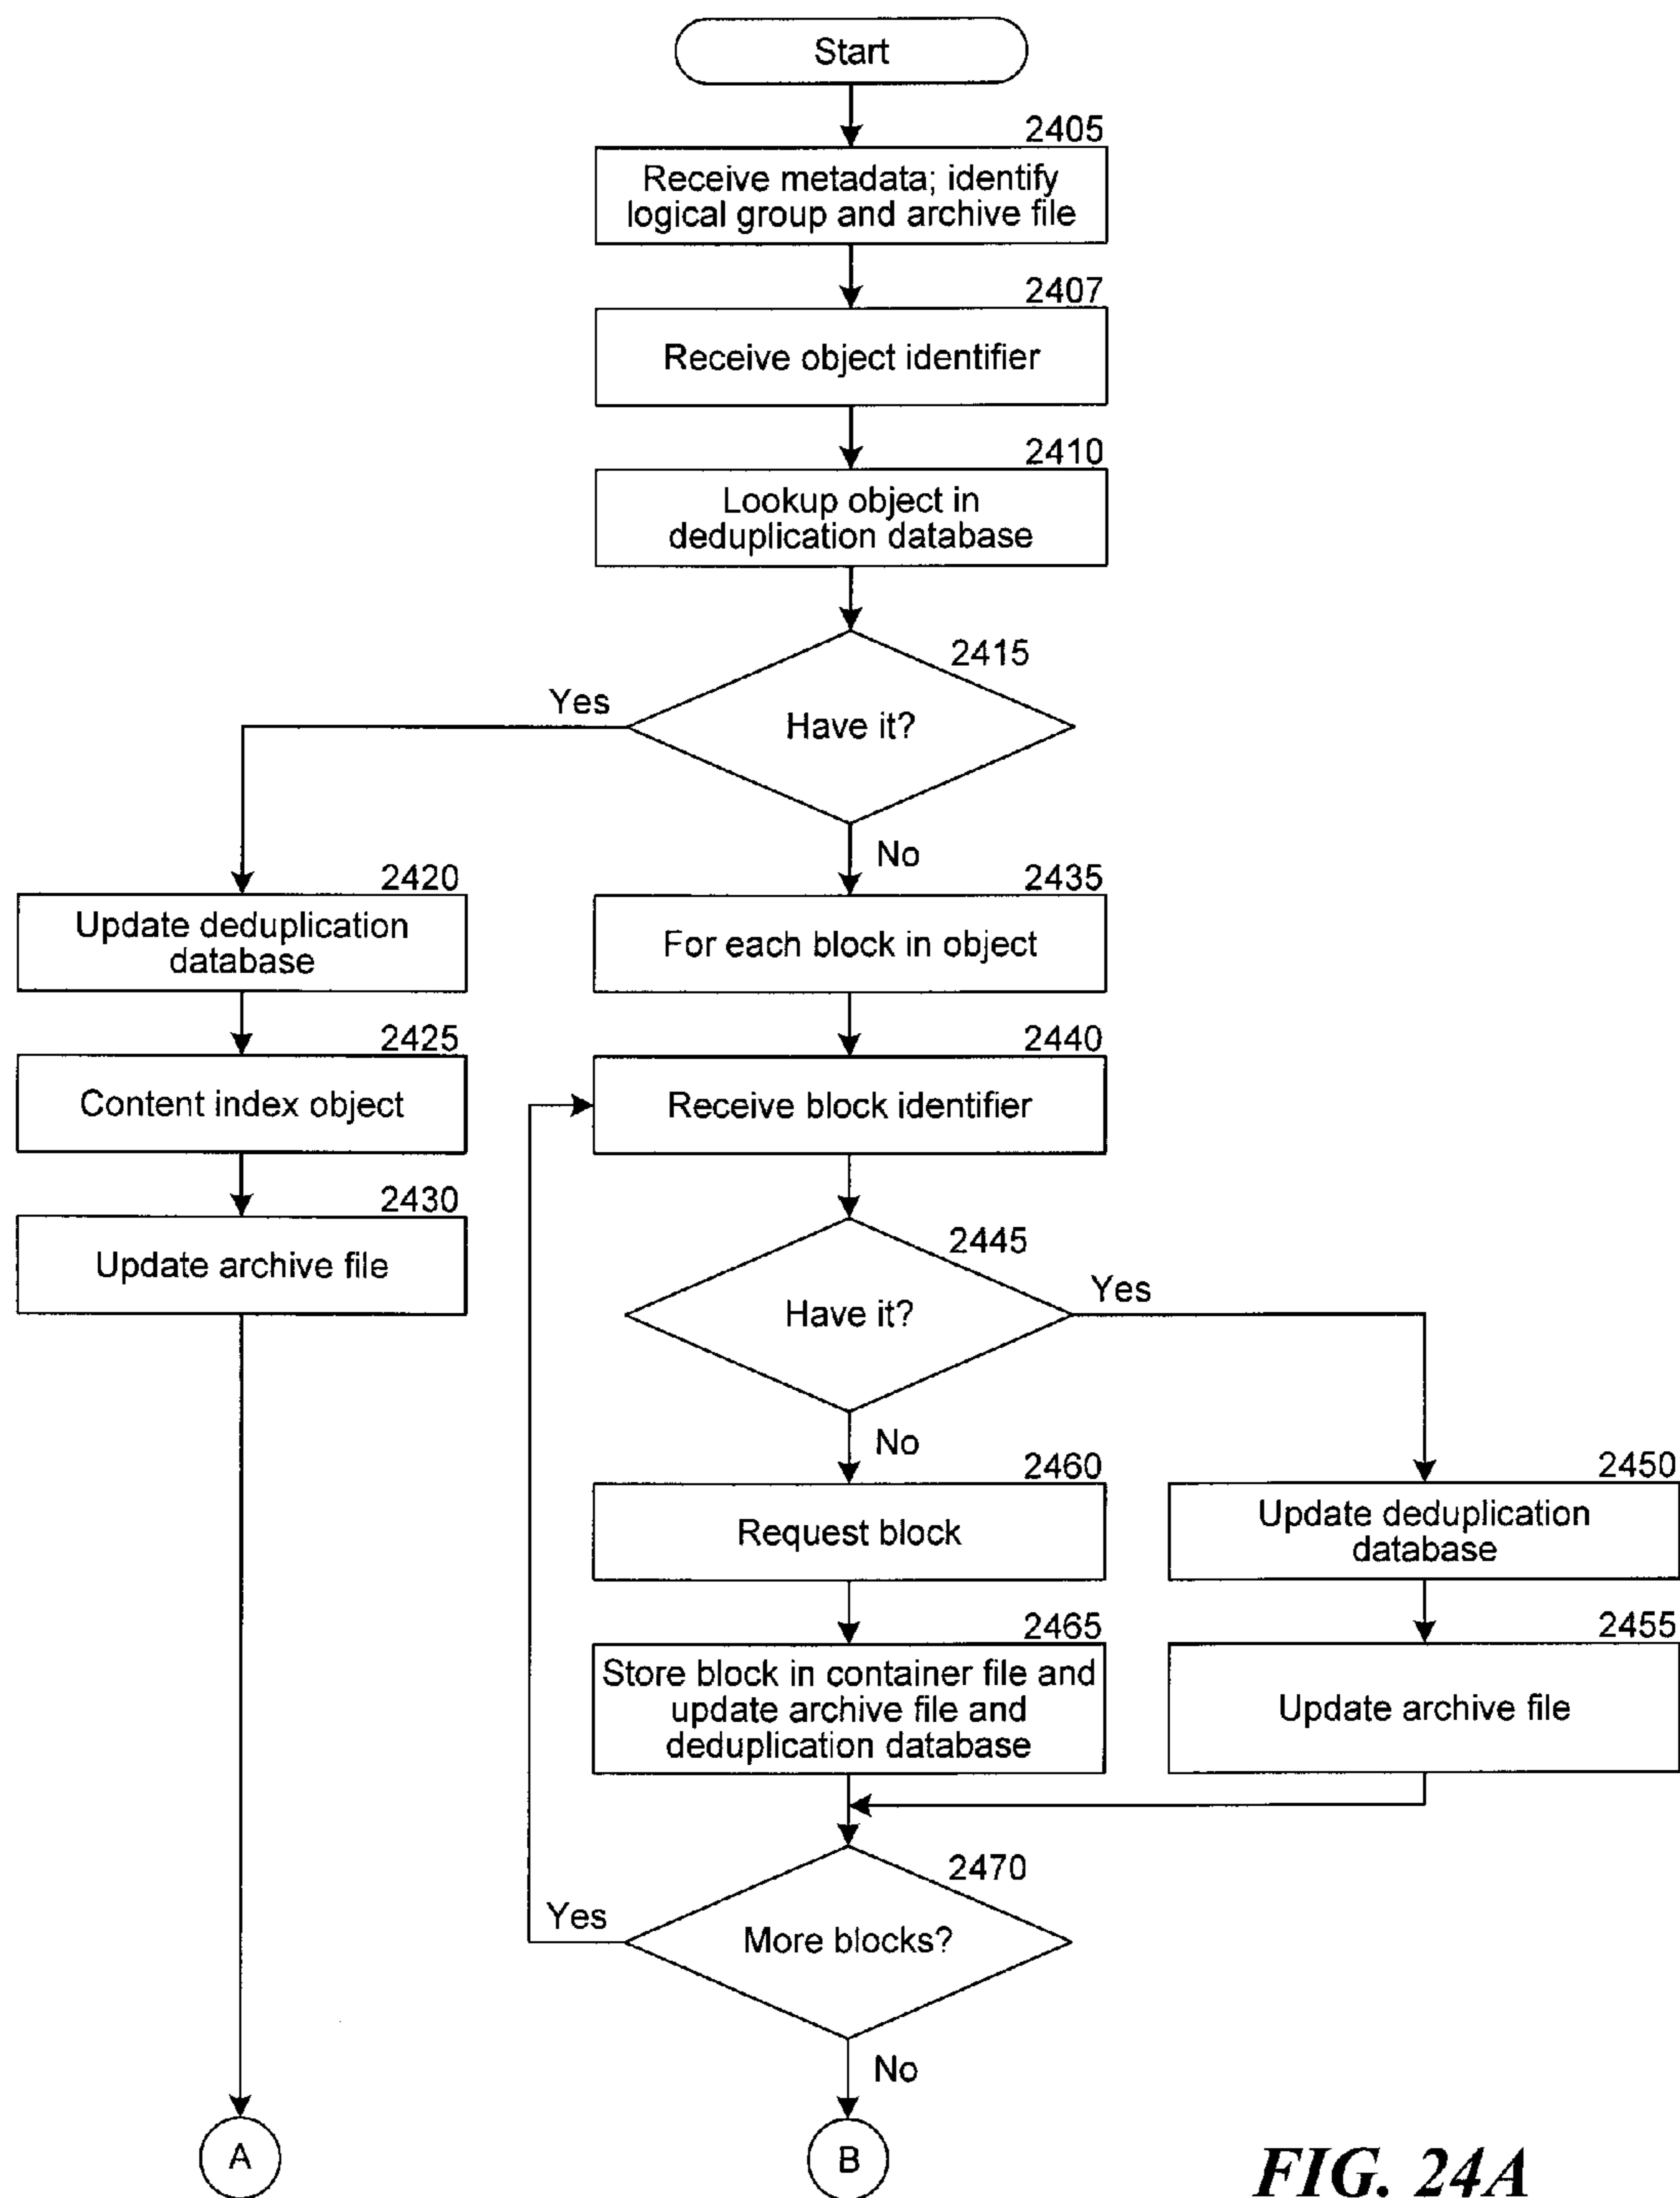 Start
2405
Receive metadata; identify
logical group and archive file
2407
Receive object identifier
2410
Lookup object in
deduplication database
2415
Yes
Have it?
No
2420
Update deduplication
database
2435
For each block in object
2425
Content index object
2440
Receive block identifier
2430
Update archive file
2445
Yes
Have it?
No
2460
Request block
2450
Update deduplication
database
2465
Store block in container file and
update archive file and
deduplication database
2455
Update archive file
2470
Yes
More blocks?
No
A
B
FIG. 24A